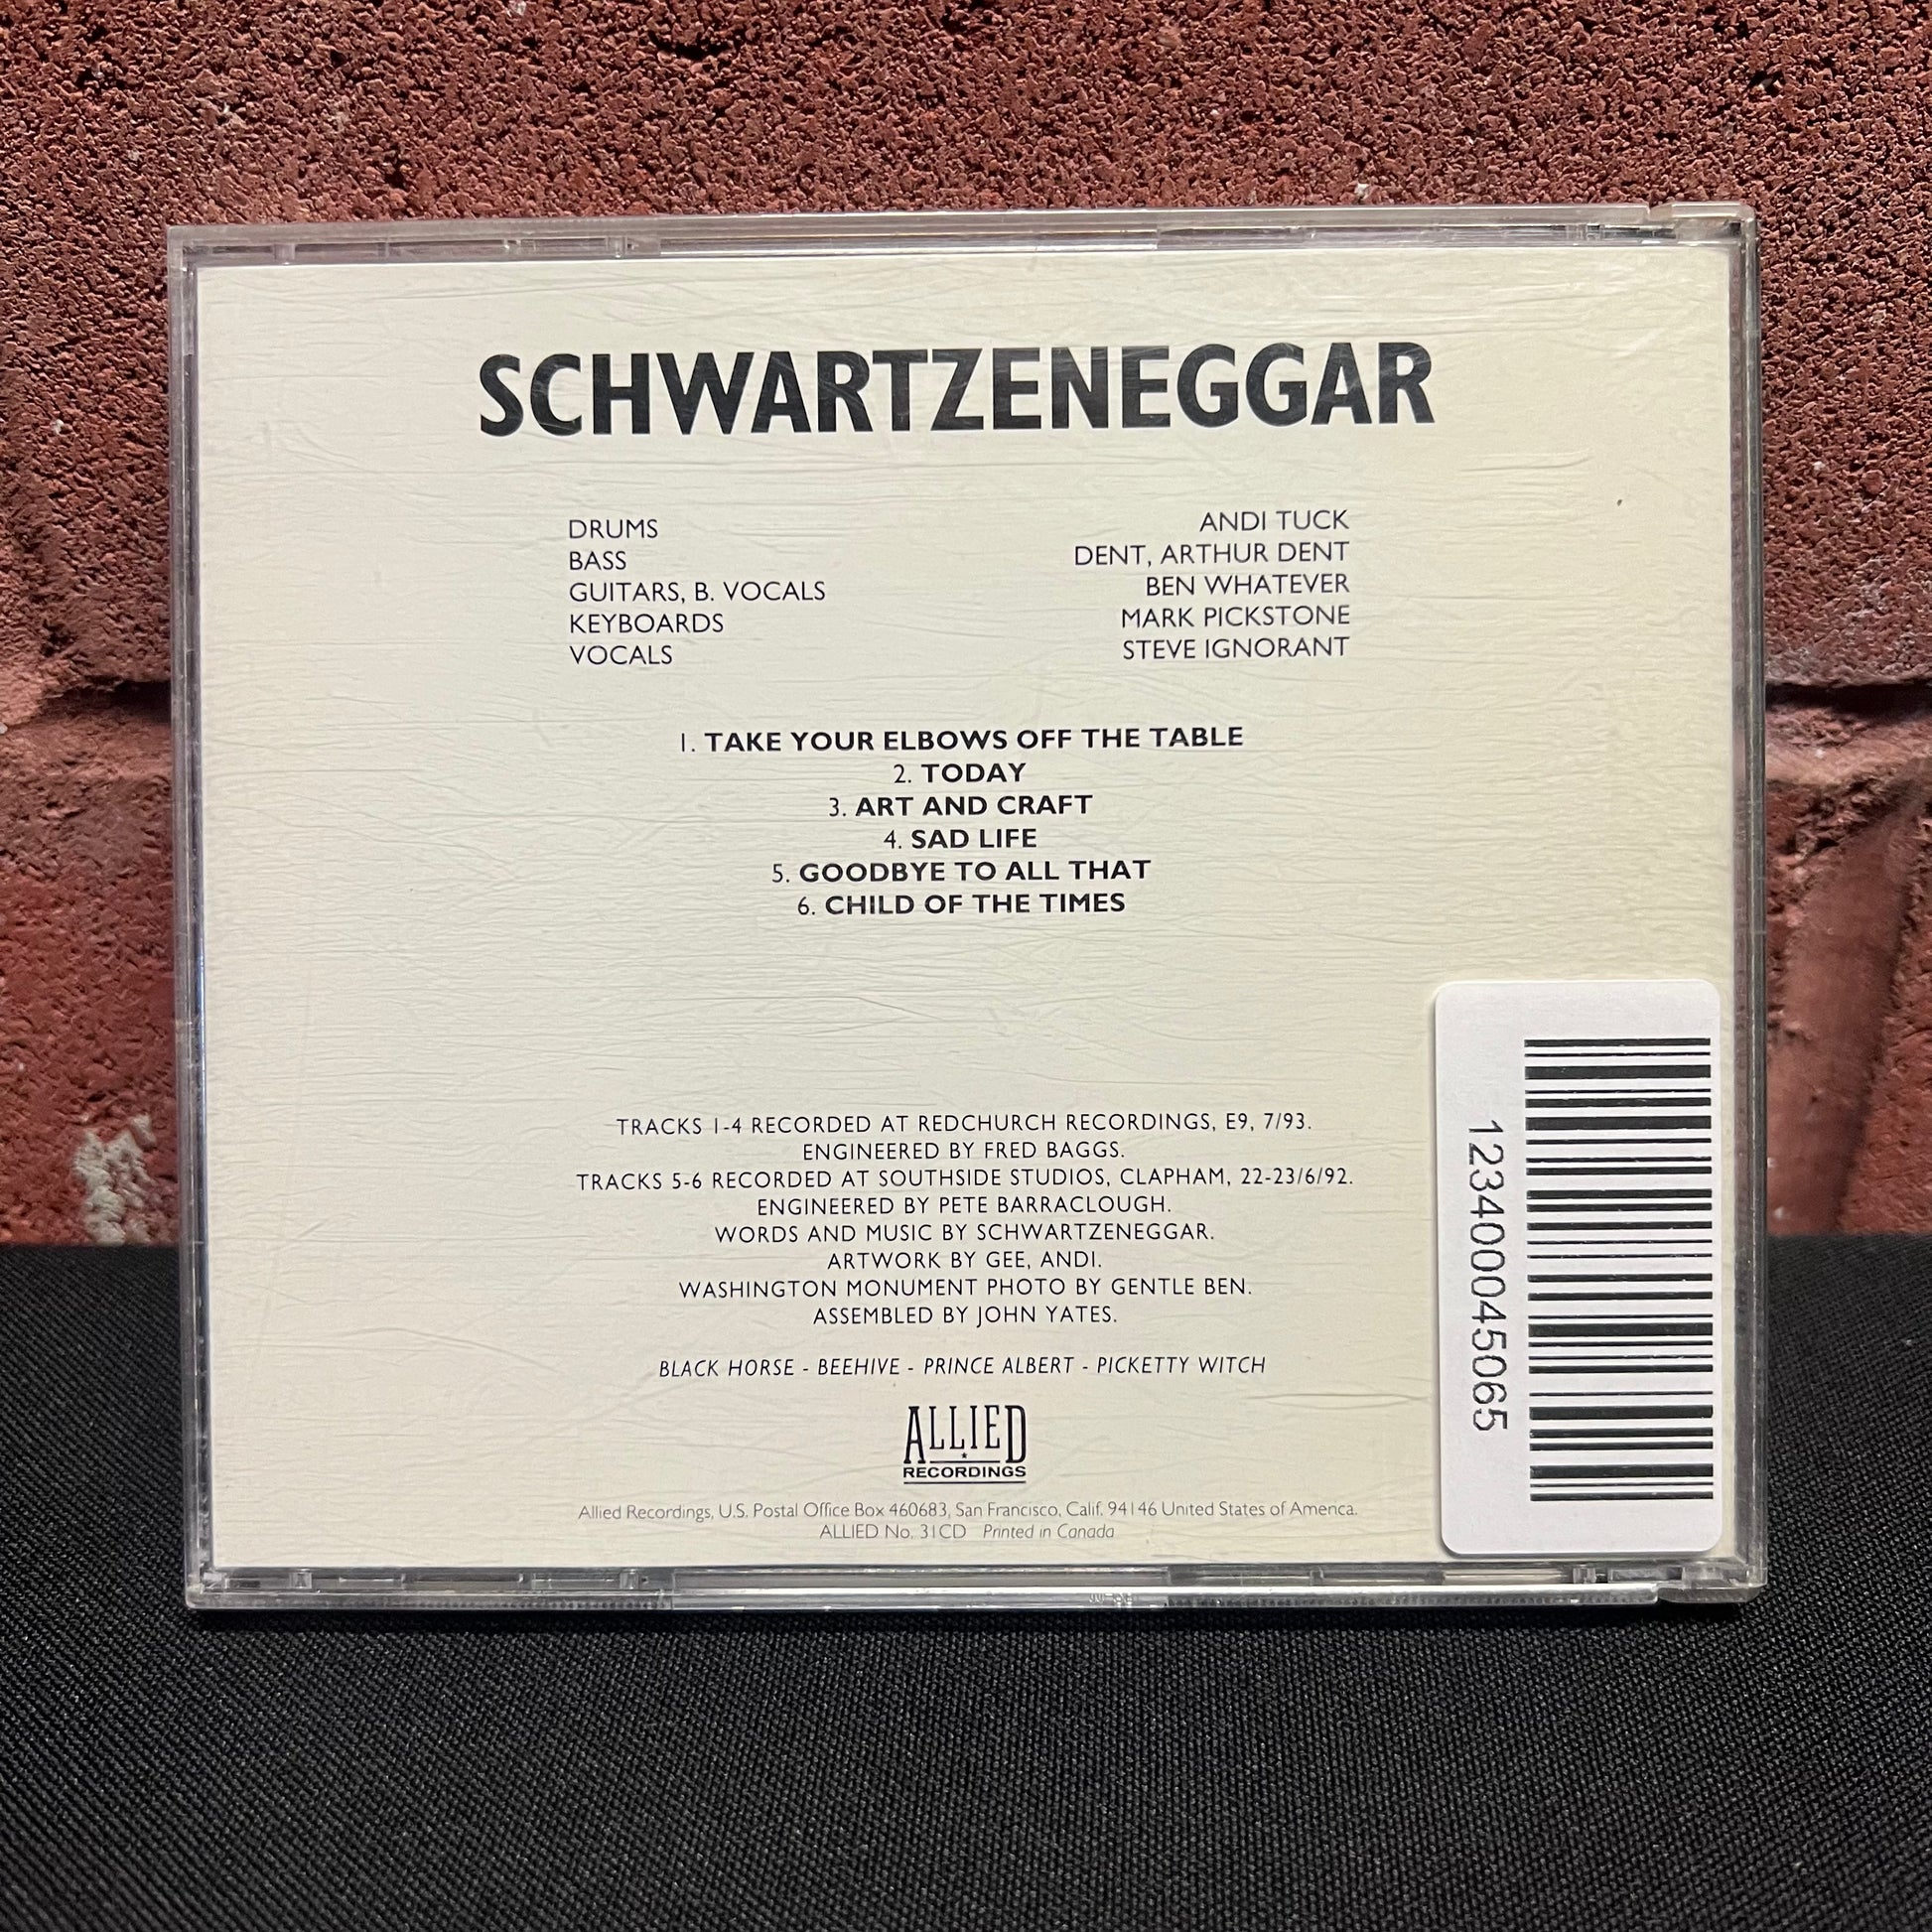 SCHWARTZENEGGAR
DRUMS ANDI TUCK
BASS DENT, ARTHUR DENT
GUITARS, B. VOCALS BEN WHATEVER
KEYBOARDS MARK PICKSTONE
VOCALS STEVE IGNORANT
1. TAKE YOUR ELBOWS OFF THE TABLE
2. TODAY
3. ART AND CRAFT
4. SAD LIFE
5. GOODBYE TO ALL THAT
6. CHILD OF THE TIMES
TRACKS 1-4 RECORDED AT REDCHURCH RECORDINGS, E9, 7/93.
ENGINEERED BY FRED BAGGS.
TRACKS 5-6 RECORDED AT SOUTHSIDE STUDIOS, CLAPHAM, 22-23/6/92.
ENGINEERED BY PETE BARRACLOUGH.
WORDS AND MUSIC BY SCHWARTZENEGGAR.
ARTWORK BY GEE, ANDI.
WASHINGTON MONUMENT PHOTO BY GENTLE BEN.
ASSEMBLED BY JOHN YATES.
BLACK HORSE - BEEHIVE - PRINCE ALBERT - PICKETTY WITCH
ALLIED
RECORDINGS
Allied Recordings, U.S. Postal Office Box 460683, San Francisco, Calif. 94146 United States of America.
ALLIED No. 31CD Printed in Canada
1234000045065